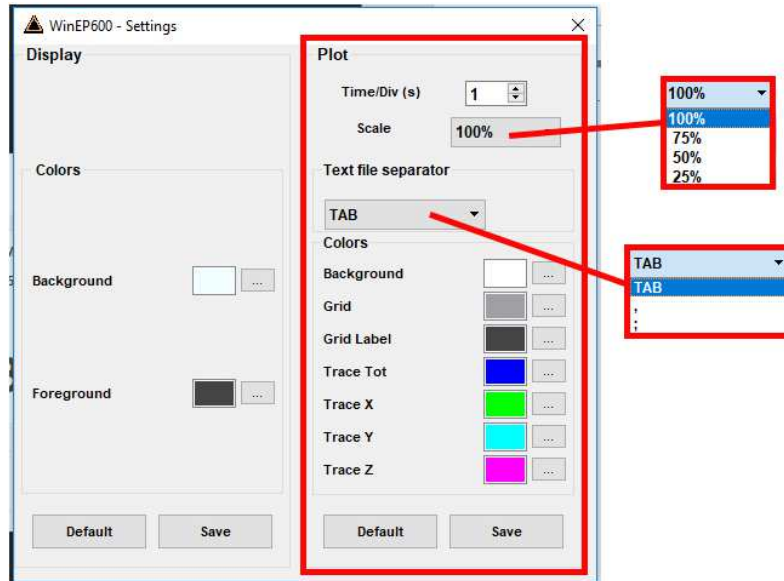 WinEP600 - Settings
Display
Colors
Background
...
Foreground
...
Default
Save
Plot
Time/Div (s)
1
Scale
100%
Text file separator
TAB
Colors
Background
...
Grid
...
Grid Label
...
Trace Tot
...
Trace X
...
Trace Y
...
Trace Z
...
Default
Save
100%
100%
75%
50%
25%
TAB
TAB
,
;